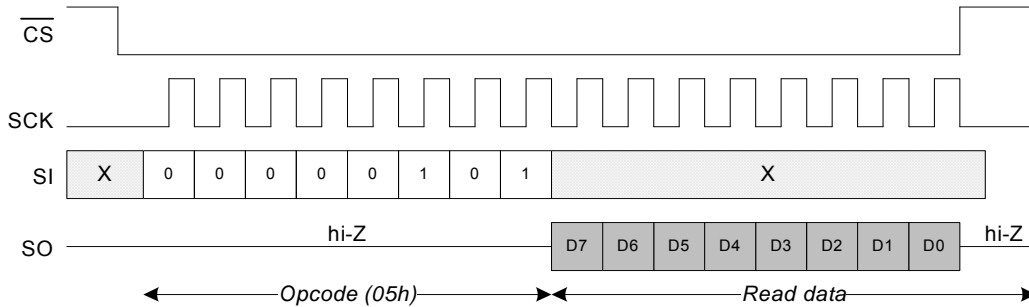 CS
SCK
SI X 0 0 0 0 0 1 0 1 X
SO hi-Z D7 D6 D5 D4 D3 D2 D1 D0 hi-Z
Opcode (05h) Read data